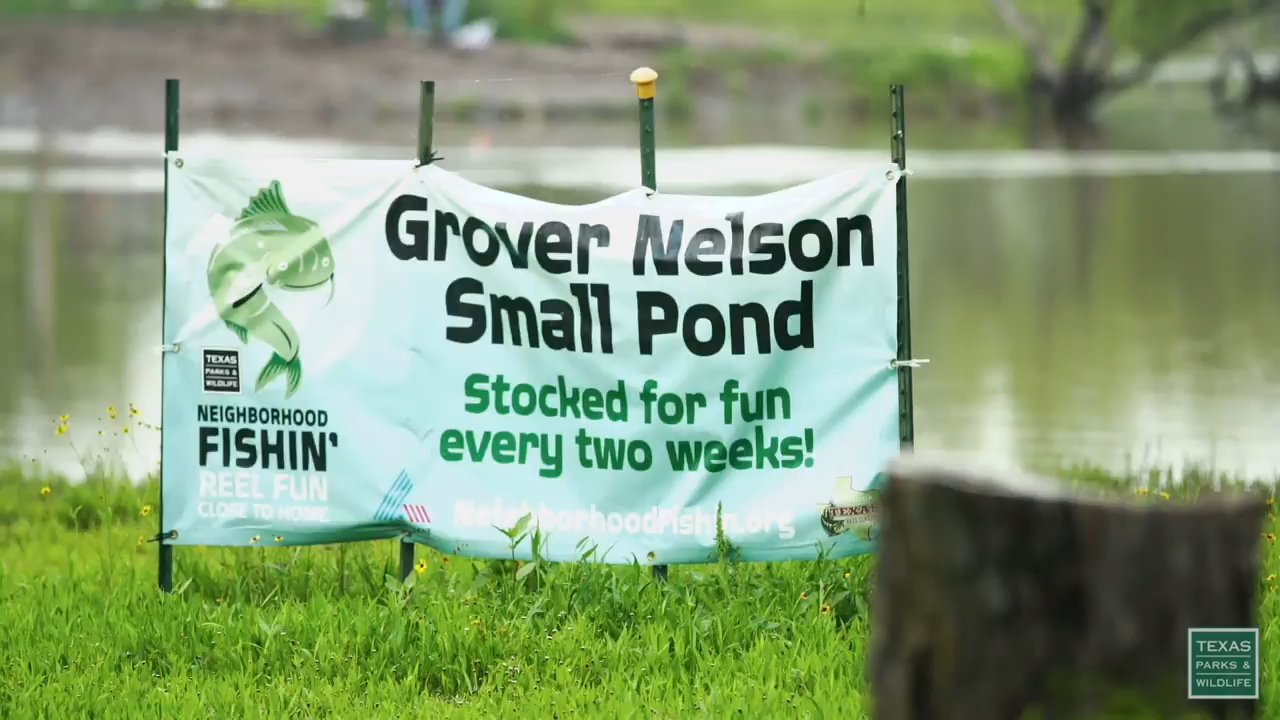 Grover Nelson
Small Pond
Stocked for fun
every two weeks!
NeighborhoodFishin.org
TEXAS
PARKS &
WILDLIFE
NEIGHBORHOOD
FISHIN'
REEL FUN
CLOSE TO HOME
TEXAS
TEXAS
PARKS &
WILDLIFE